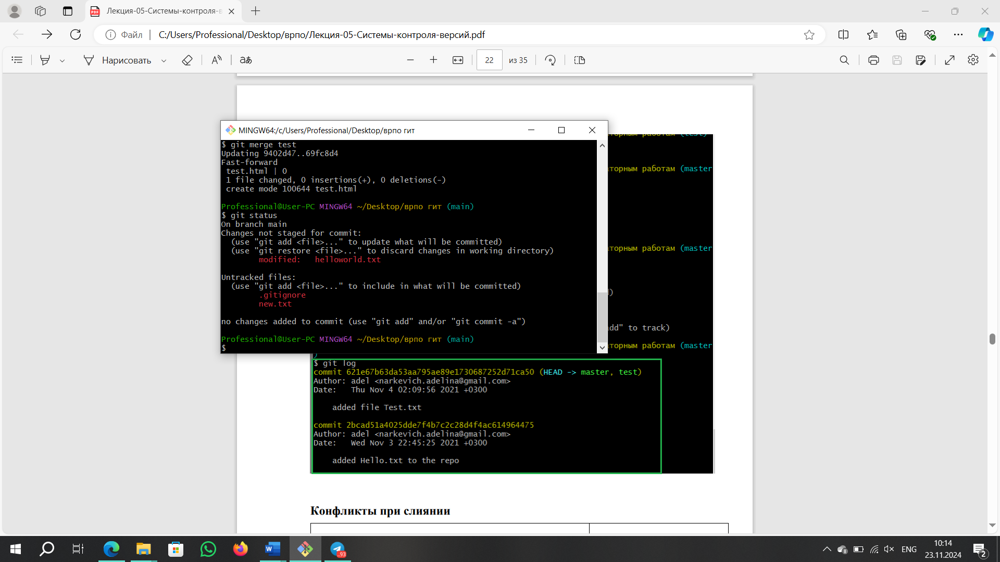 Лекция-05-Системы-контроля-в
Файл
C:/Users/Professional/Desktop/врпо/Лекция-05-Системы-контроля-версий.pdf
Нарисовать
аあ
22
из 35
MINGW64:/c/Users/Professional/Desktop/врпо гит
$ git merge test
Updating 9402d47..69fc8d4
Fast-forward
test.html | 0
1 file changed, 0 insertions(+), 0 deletions(-)
create mode 100644 test.html
Professional@User-PC MINGW64 ~/Desktop/врпо гит (main)
$ git status
On branch main
Changes not staged for commit:
(use "git add <file>..." to update what will be committed)
(use "git restore <file>..." to discard changes in working directory)
modified:   helloworld.txt
Untracked files:
(use "git add <file>..." to include in what will be committed)
.gitignore
new.txt
no changes added to commit (use "git add" and/or "git commit -a")
Professional@User-PC MINGW64 ~/Desktop/врпо гит (main)
$
торным работам (test)
торным работам (master
торным работам (master
)
add" to track)
торным работам (master
)
$ git log
commit 621e67b63da53aa795ae89e1730687252d71ca50 (HEAD -> master, test)
Author: adel <narkevich.adelina@gmail.com>
Date:   Thu Nov 4 02:09:56 2021 +0300
added file Test.txt
commit 2bcad51a4025dde7f4b7c2c28d4f4ac614964475
Author: adel <narkevich.adelina@gmail.com>
Date:   Wed Nov 3 22:45:25 2021 +0300
added Hello.txt to the repo
Конфликты при слиянии
..93
ENG
10:14
23.11.2024
2